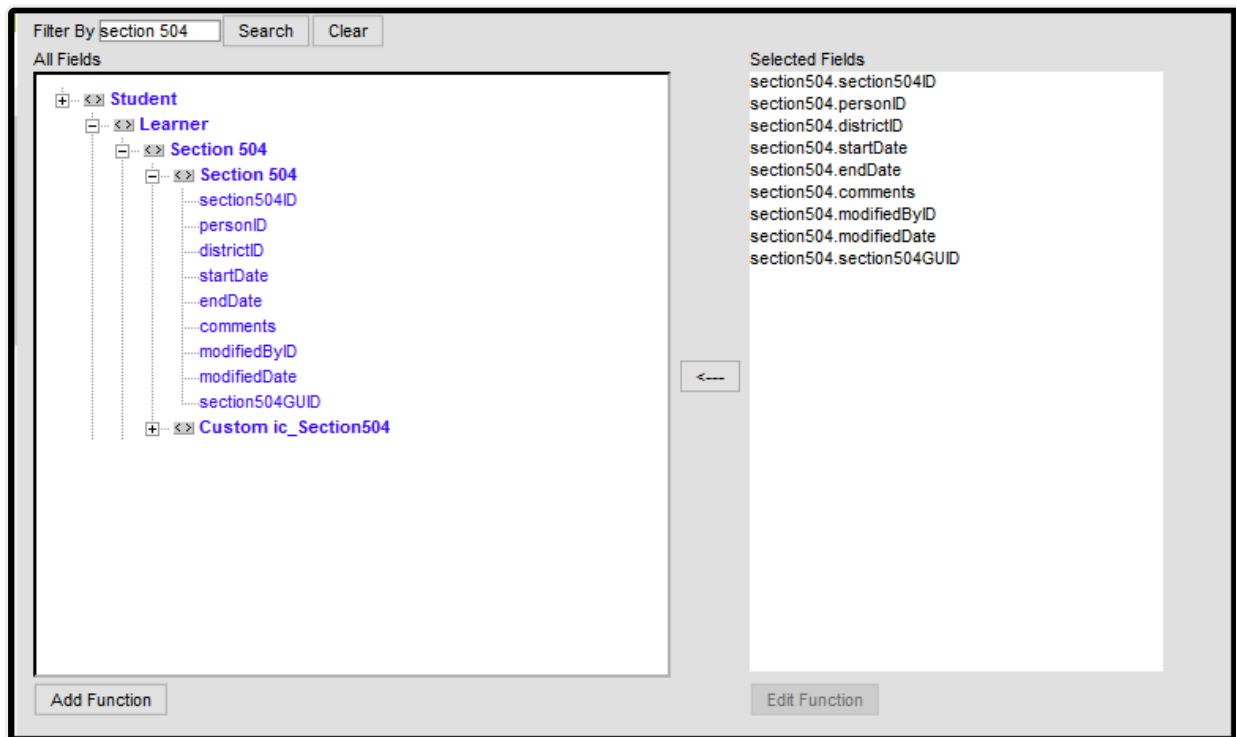 Filter By section 504 Search Clear
All Fields
Student
Learner
Section 504
Section 504
section504ID
personID
districtID
startDate
endDate
comments
modifiedByID
modifiedDate
section504GUID
Custom ic_Section504
Add Function
<---
Selected Fields
section504.section504ID
section504.personID
section504.districtID
section504.startDate
section504.endDate
section504.comments
section504.modifiedByID
section504.modifiedDate
section504.section504GUID
Edit Function